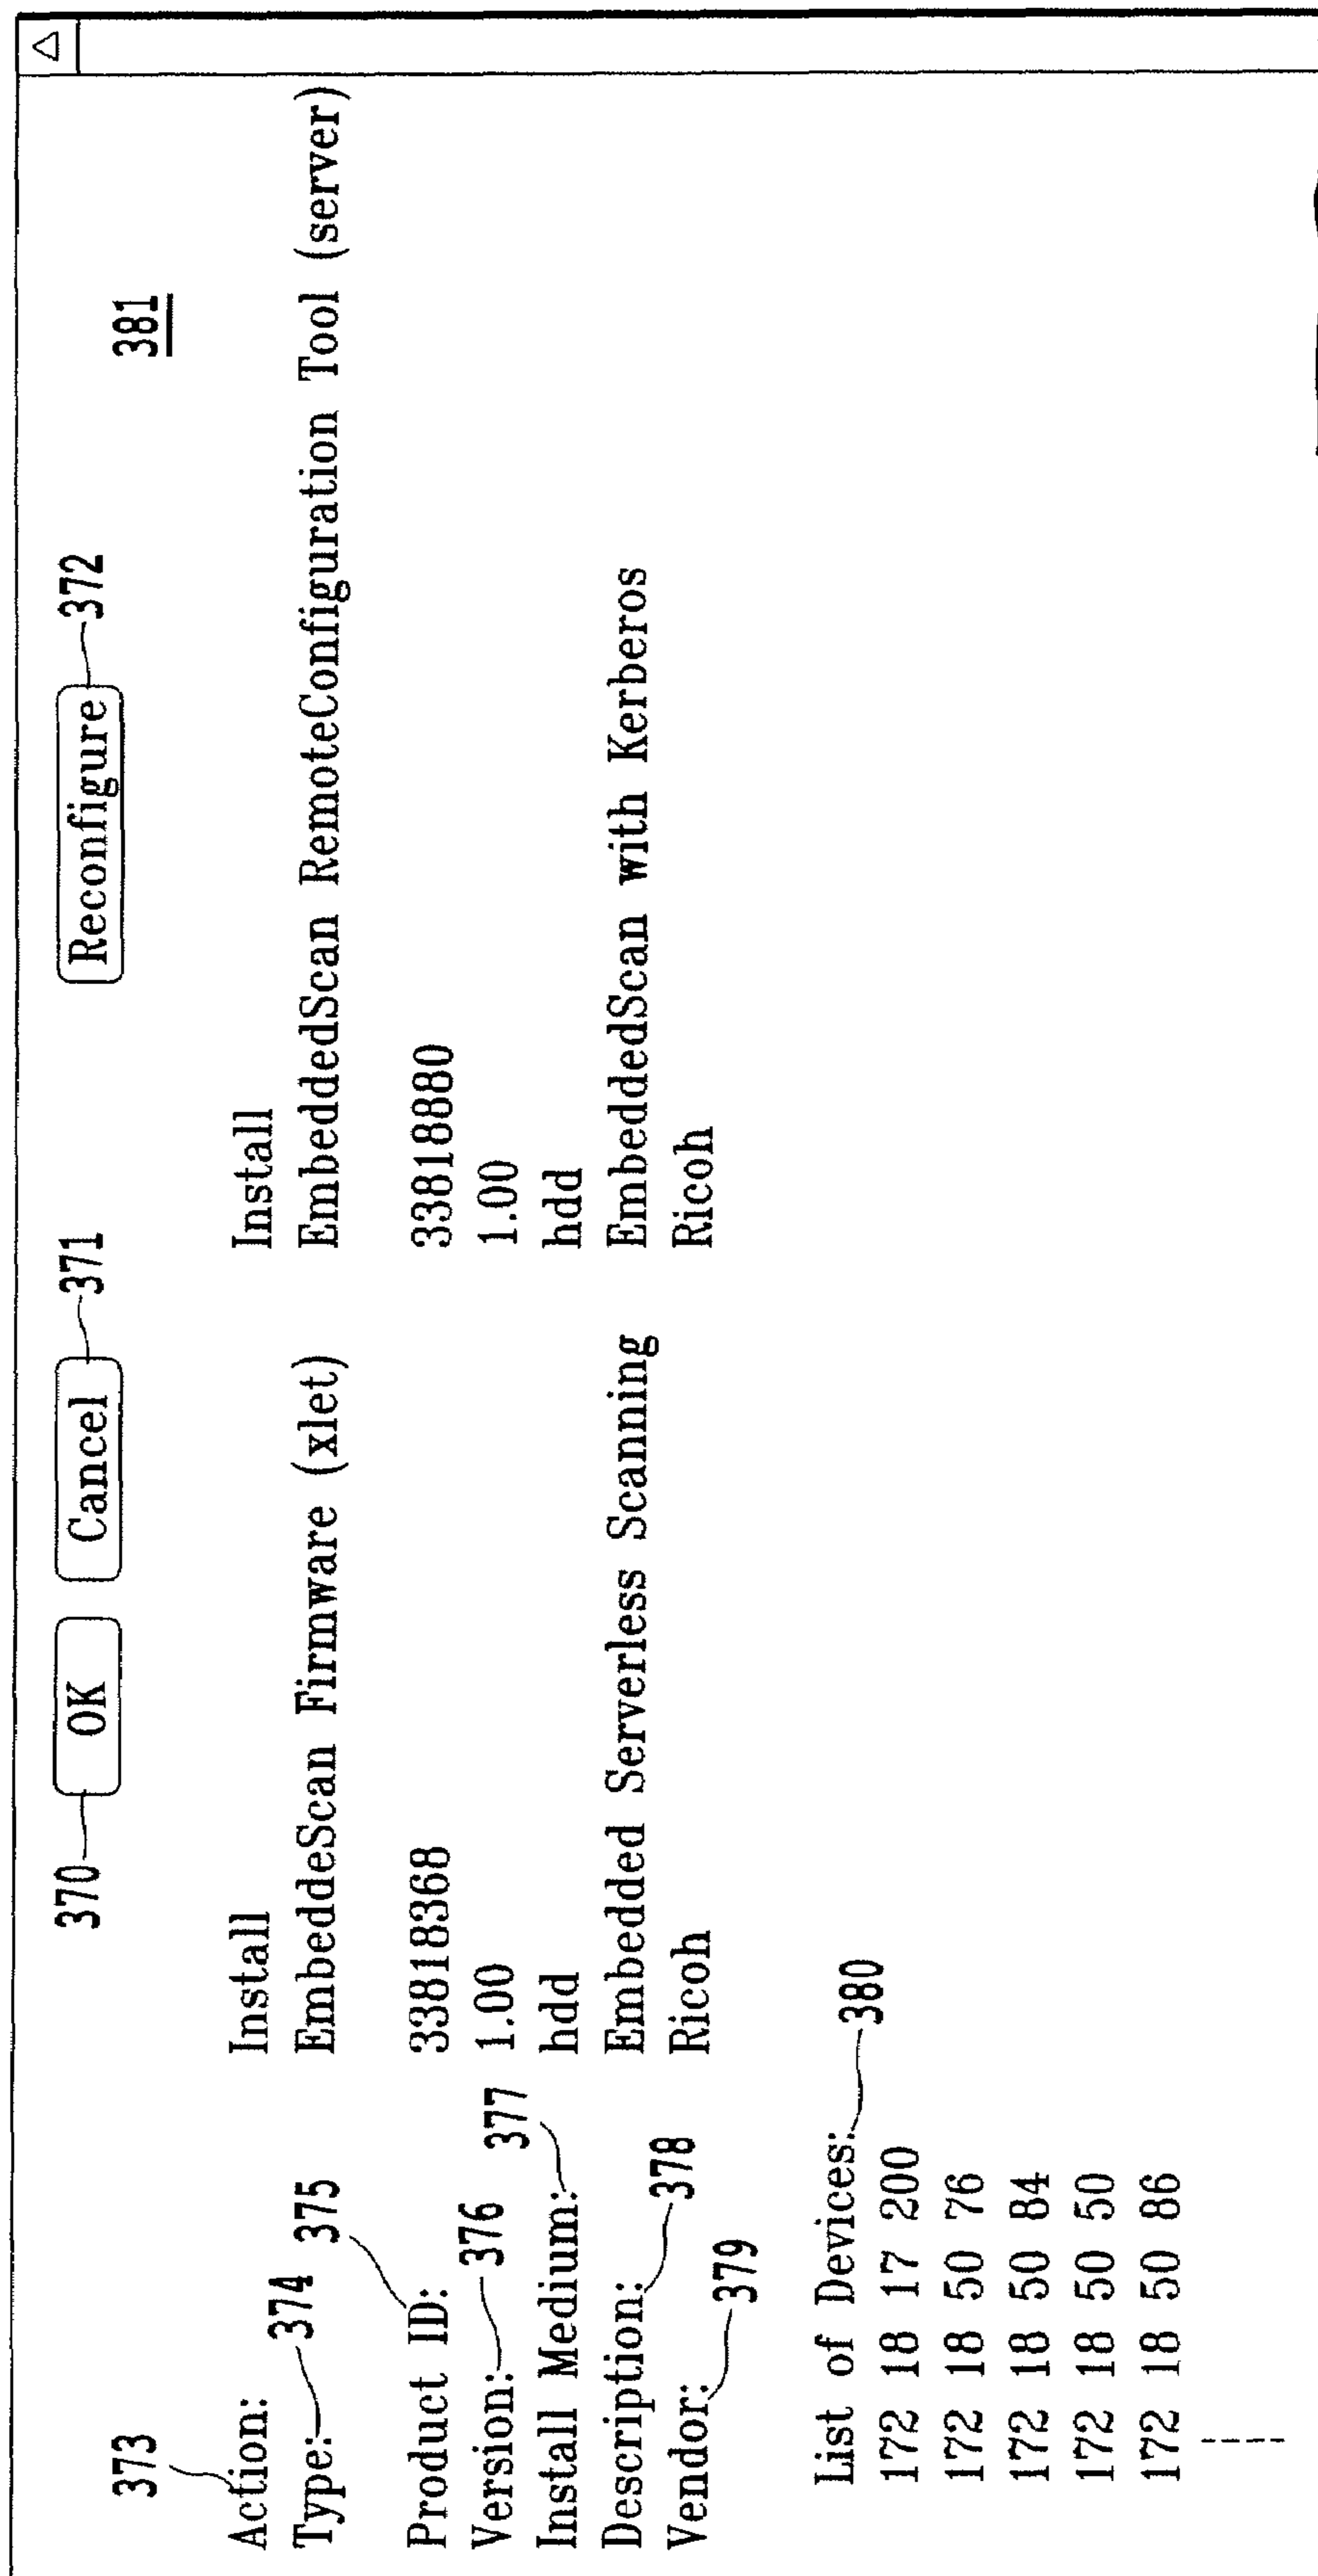 370 OK Cancel 371 Reconfigure 372
381
373
Action: Install Install
Type: 374 EmbeddeScan Firmware (xlet) EmbeddedScan RemoteConfiguration Tool (server)
375
Product ID: 33818368 33818880
Version: 376 1.00 1.00
377
Install Medium: hdd hdd
Description: Embedded Serverless Scanning EmbeddedScan with Kerberos
378
Vendor: Ricoh Ricoh
379
List of Devices: 380
172 18 17 200
172 18 50 76
172 18 50 84
172 18 50 50
172 18 50 86